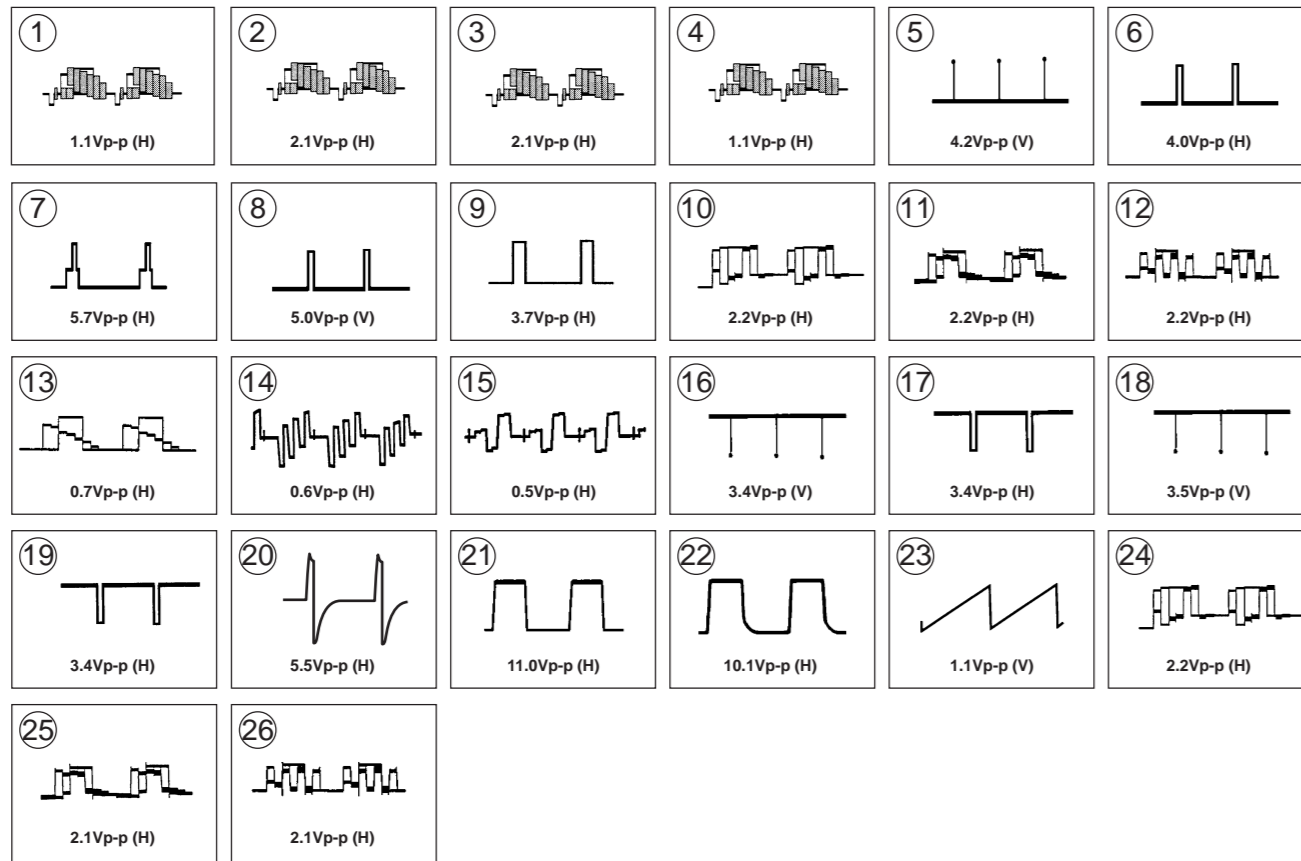 1 2 3 4 5 6
1.1Vp-p (H) 2.1Vp-p (H) 2.1Vp-p (H) 1.1Vp-p (H) 4.2Vp-p (V) 4.0Vp-p (H)
7 8 9 10 11 12
5.7Vp-p (H) 5.0Vp-p (V) 3.7Vp-p (H) 2.2Vp-p (H) 2.2Vp-p (H) 2.2Vp-p (H)
13 14 15 16 17 18
0.7Vp-p (H) 0.6Vp-p (H) 0.5Vp-p (H) 3.4Vp-p (V) 3.4Vp-p (H) 3.5Vp-p (V)
19 20 21 22 23 24
3.4Vp-p (H) 5.5Vp-p (H) 11.0Vp-p (H) 10.1Vp-p (H) 1.1Vp-p (V) 2.2Vp-p (H)
25 26
2.1Vp-p (H) 2.1Vp-p (H)